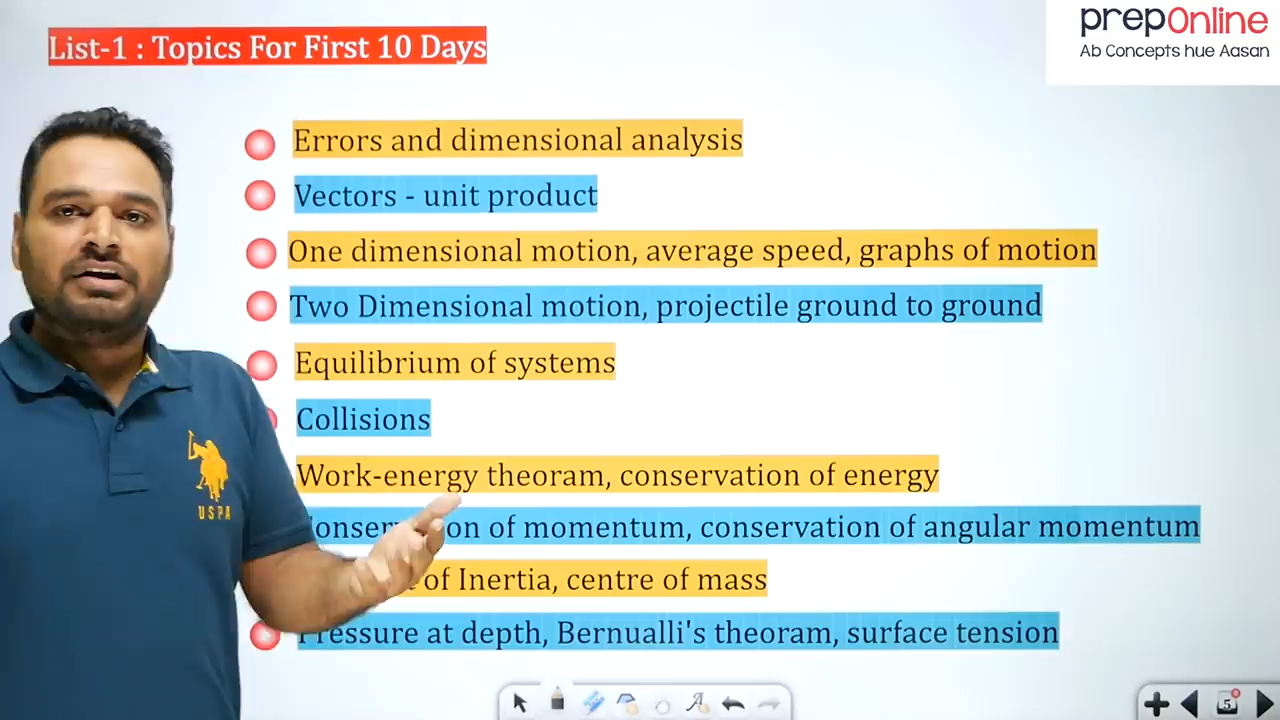 List-1 : Topics For First 10 Days
prepOnline
Ab Concepts hue Aasan
Errors and dimensional analysis
Vectors - unit product
One dimensional motion, average speed, graphs of motion
Two Dimensional motion, projectile ground to ground
Equilibrium of systems
Collisions
Work-energy theoram, conservation of energy
of momentum, conservation of angular momentum
of Inertia, centre of mass
Pressure at depth, Bernualli's theoram, surface tension
USPA
5